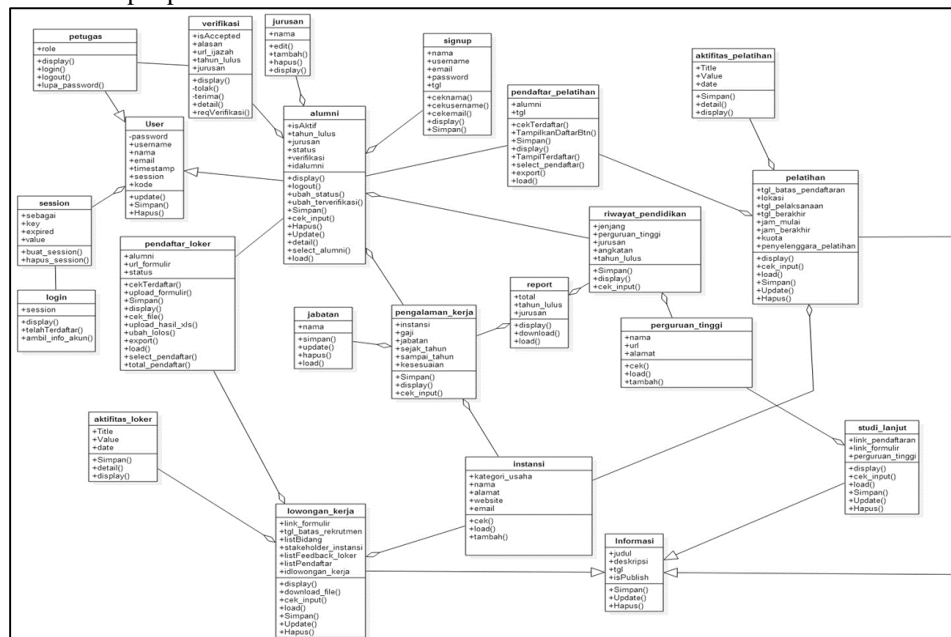 petugas
+role
+display()
+login()
+logout()
+lupa_password()
verifikasi
+isAccepted
+alasan
+url_ijazah
+tahun_lulus
+jurusan
+display()
-tolak()
-terima()
+detail()
+reqVerifikasi()
jurusan
+nama
+edit()
+tambah()
+hapus()
+display()
signup
+nama
+username
+email
+password
+tgl
+ceknama()
+cekusername()
+cekemail()
+display()
+Simpan()
aktifitas_pelatihan
+Title
+Value
+date
+Simpan()
+detail()
+display()
User
-password
+username
+nama
+email
+timestamp
+session
+kode
+update()
+Simpan()
+Hapus()
alumni
+isAktif
+tahun_lulus
+jurusan
+status
+verifikasi
+idalumni
+display()
+logout()
+ubah_status()
+ubah_terverifikasi()
+Simpan()
+cek_input()
+Hapus()
+Update()
+detail()
+select_alumni()
+load()
pendaftar_pelatihan
+alumni
+tgl
+cekTerdaftar()
+TampilkanDaftarBtn()
+Simpan()
+display()
+TampilTerdaftar()
+select_pendaftar()
+export()
+load()
pelatihan
+tgl_batas_pendaftaran
+lokasi
+tgl_pelaksanaan
+tgl_berakhir
+jam_mulai
+jam_berakhir
+kuota
+penyelenggara_pelatihan
+display()
+cek_input()
+load()
+Simpan()
+Update()
+Hapus()
session
+sebagai
+key
+expired
+value
+buat_session()
+hapus_session()
pendaftar_loker
+alumni
+url_formulir
+status
+cekTerdaftar()
+upload_formulir()
+Simpan()
+display()
+cek_file()
+upload_hasil_xls()
+ubah_lolos()
+export()
+load()
+select_pendaftar()
+total_pendaftar()
riwayat_pendidikan
+jenjang
+perguruan_tinggi
+jurusan
+angkatan
+tahun_lulus
+Simpan()
+display()
+cek_input()
login
+session
+display()
+telahTerdaftar()
+ambil_info_akun()
jabatan
+nama
+simpan()
+update()
+hapus()
+load()
pengalaman_kerja
+instansi
+gaji
+jabatan
+sejak_tahun
+sampai_tahun
+kesesuaian
+Simpan()
+display()
+cek_input()
report
+total
+tahun_lulus
+jurusan
+display()
+download()
+load()
perguruan_tinggi
+nama
+url
+alamat
+cek()
+load()
+tambah()
aktifitas_loker
+Title
+Value
+date
+Simpan()
+detail()
+display()
studi_lanjut
+link_pendaftaran
+link_formulir
+perguruan_tinggi
+display()
+cek_input()
+load()
+Simpan()
+Update()
+Hapus()
instansi
+kategori_usaha
+nama
+alamat
+website
+email
+cek()
+load()
+tambah()
lowongan_kerja
+link_formulir
+tgl_batas_rekrutmen
+listBidang
+stakeholder_instansi
+listFeedback_loker
+listPendaftar
+idlowongan_kerja
+display()
+download_file()
+cek_input()
+load()
+Simpan()
+Update()
+Hapus()
Informasi
+judul
+deskripsi
+tgl
+isPublish
+Simpan()
+Update()
+Hapus()